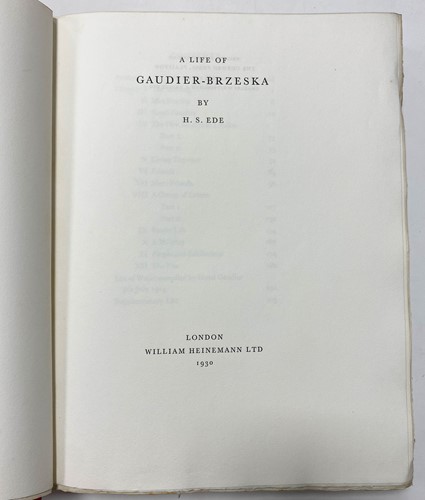 A LIFE OF
GAUDIER-BRZESKA
BY
H. S. EDE
LONDON
WILLIAM HEINEMANN LTD
1930